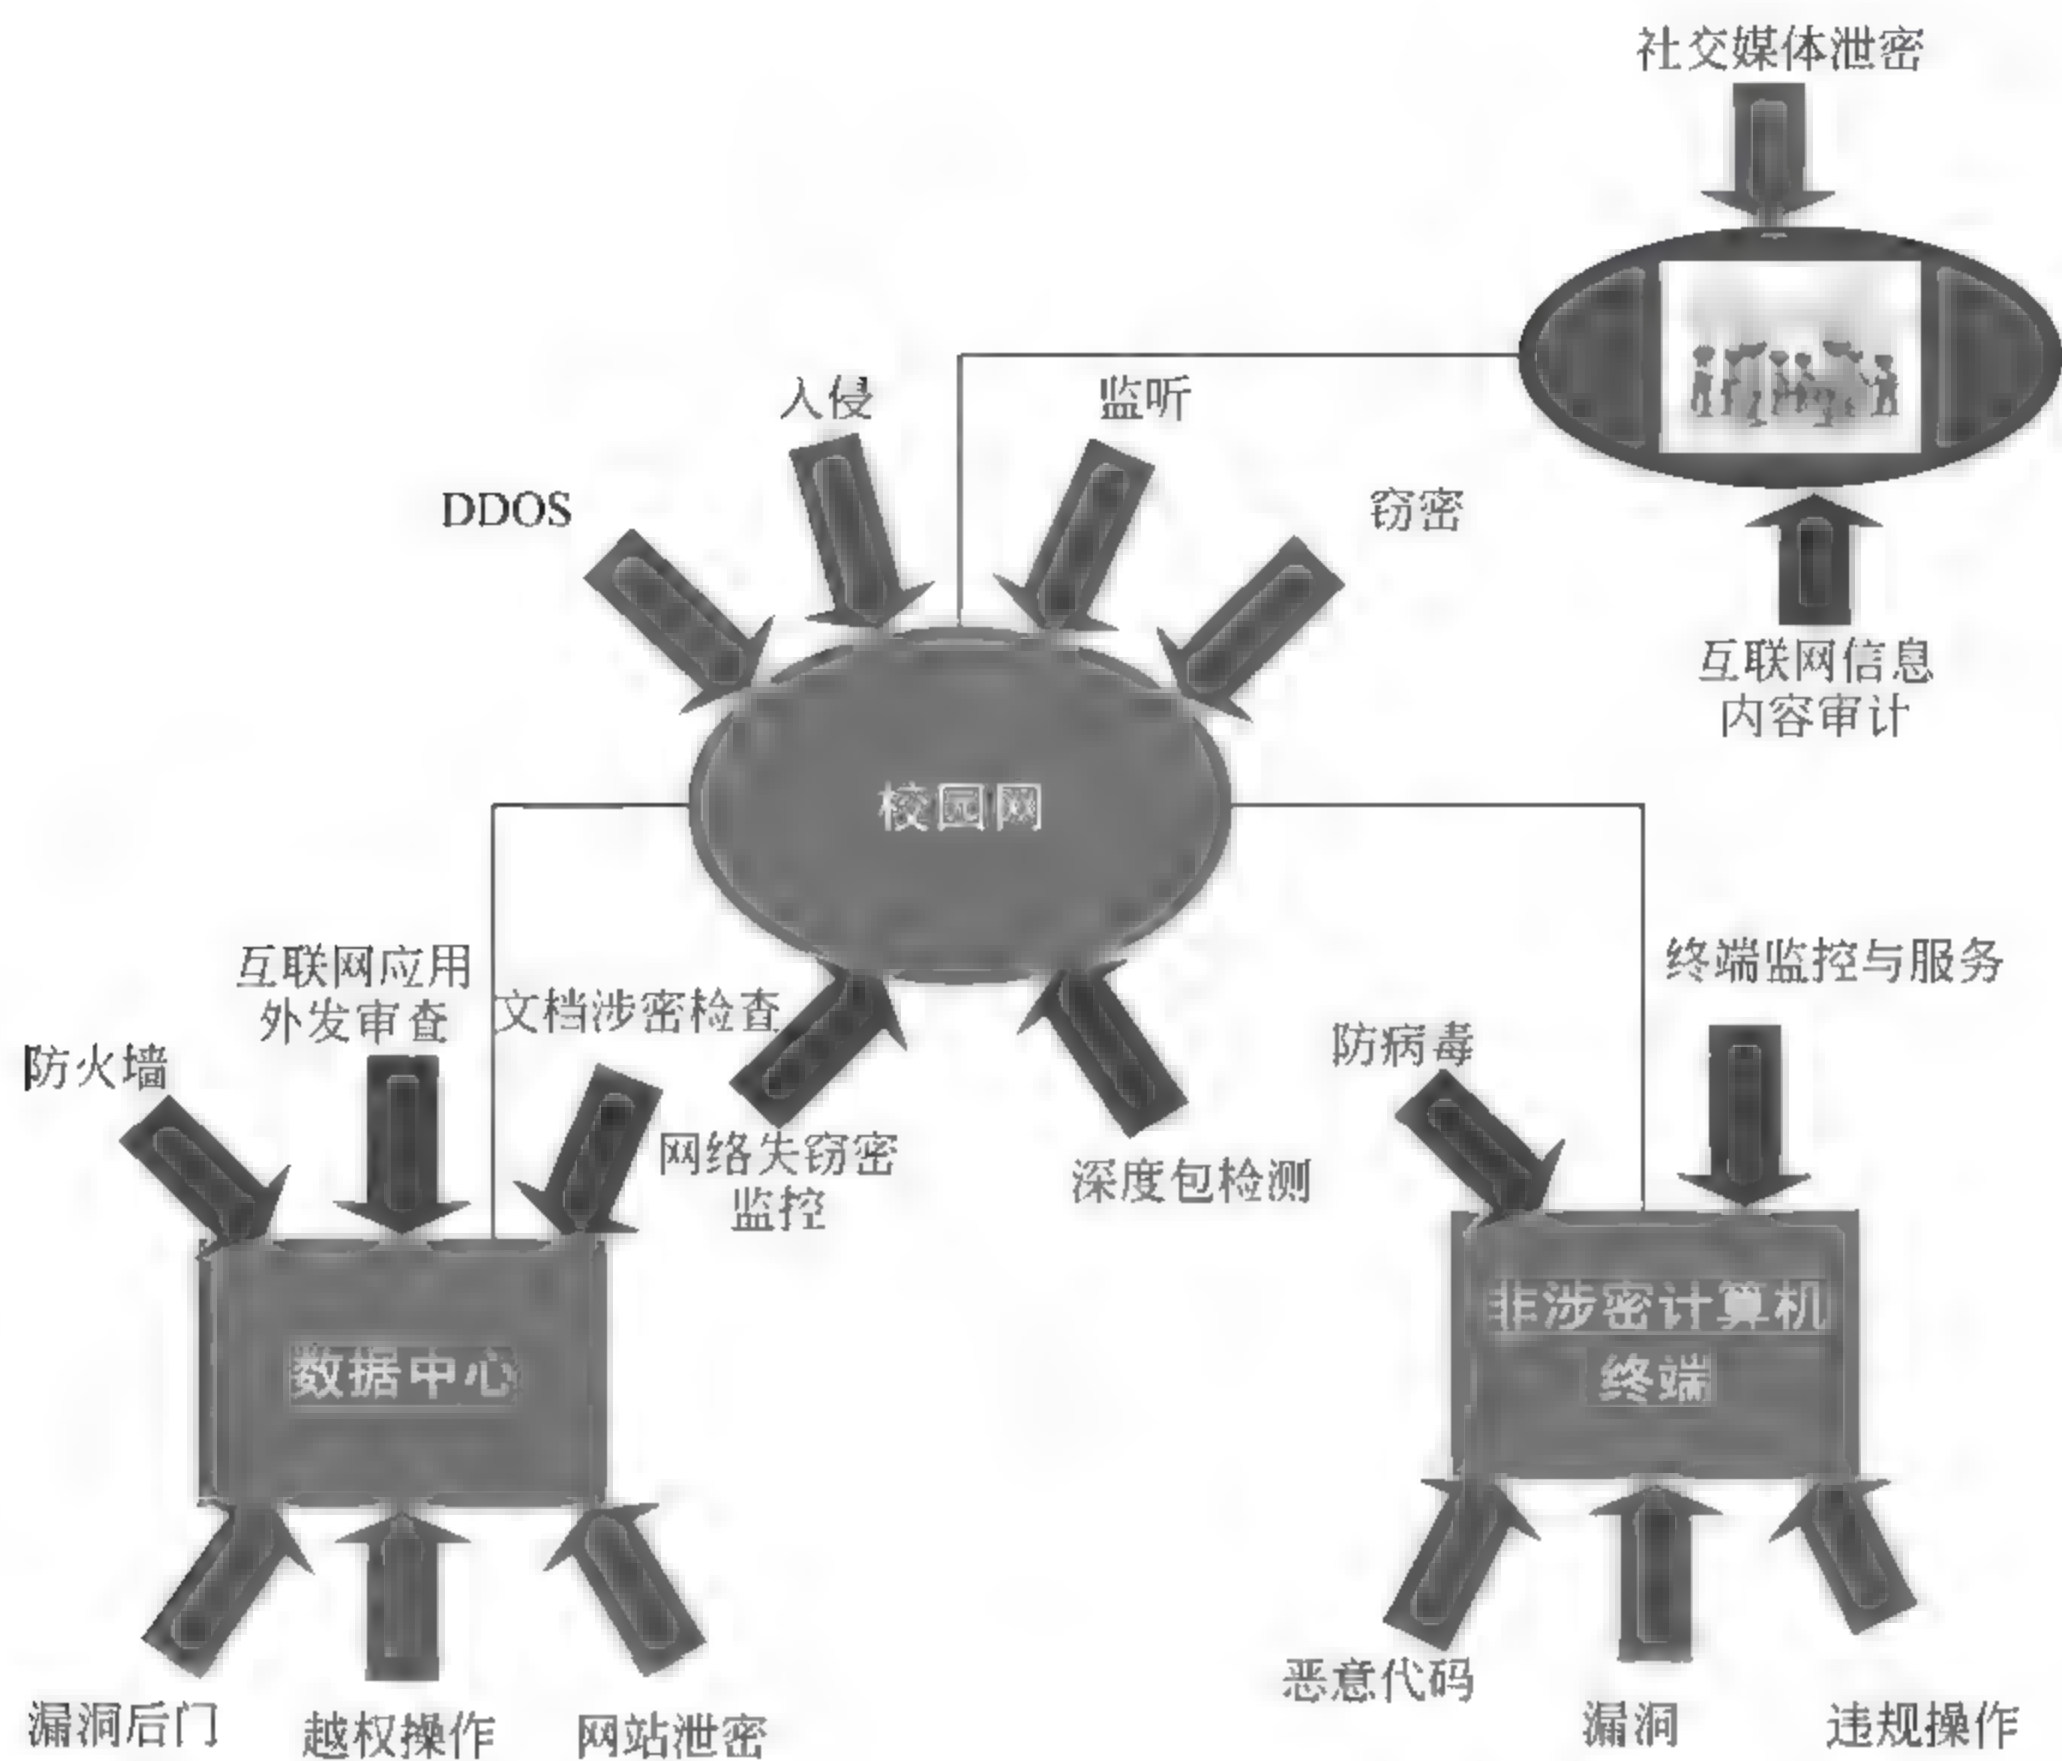 社交媒体泄密
入侵
监听
DDOS
窃密
互联网信息
内容审计
校园网
互联网应用
外发审查
文档涉密检查
终端监控与服务
防火墙
防病毒
网络失窃密
监控
深度包检测
数据中心
非涉密计算机
终端
恶意代码
漏洞后门
越权操作
网站泄密
漏洞
违规操作